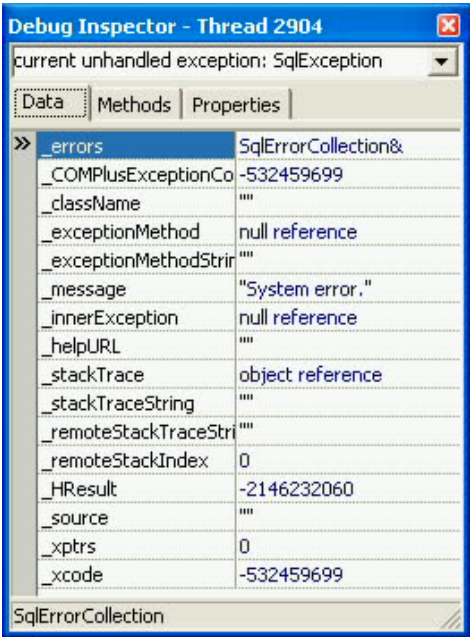 Debug Inspector - Thread 2904
current unhandled exception: SqlException
Data Methods Properties
_errors SqlErrorCollection&
_COMPlusExceptionCo -532459699
_className ""
_exceptionMethod null reference
_exceptionMethodStrir ""
_message "System error."
_innerException null reference
_helpURL ""
_stackTrace object reference
_stackTraceString ""
_remoteStackTraceStri ""
_remoteStackIndex 0
_HResult -2146232060
_source ""
_xptrs 0
_xcode -532459699
SqlErrorCollection